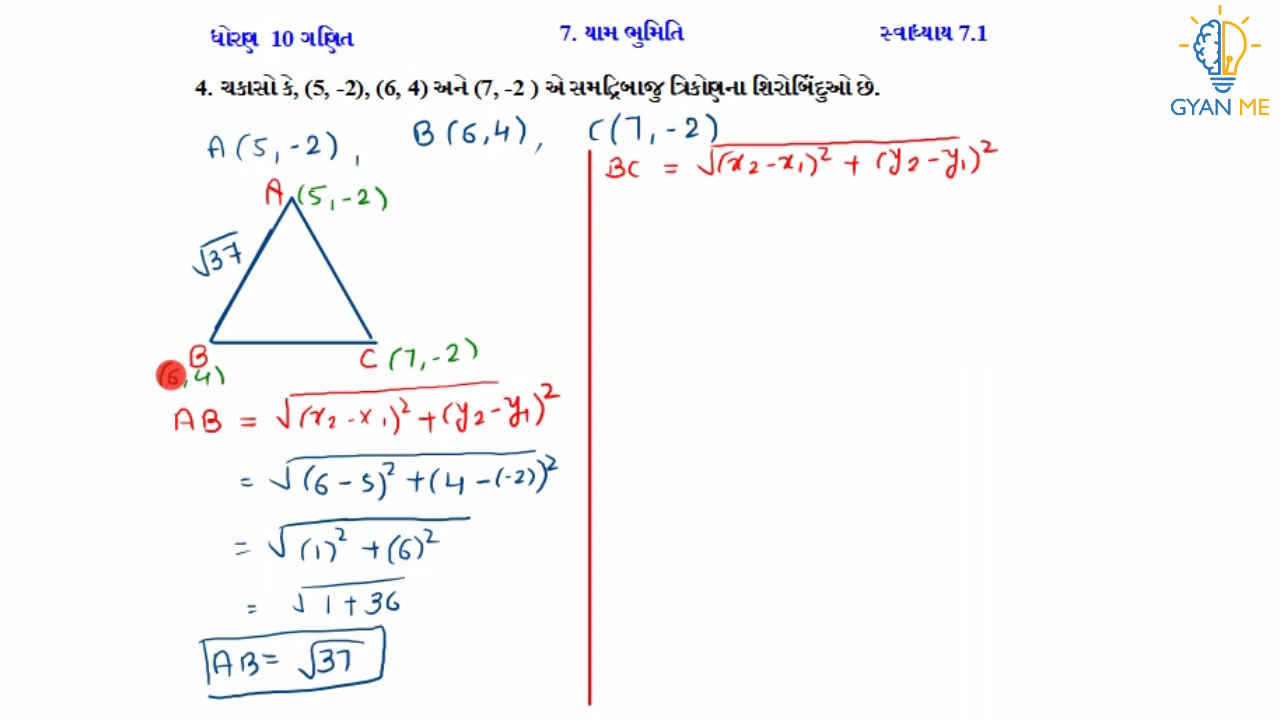 ધોરણ 10 ગણિત 7. યામ ભુમિતિ સ્વાધ્યાય 7.1
GYAN ME
4. ચકાસો કે, (5, -2), (6, 4) અને (7, -2 ) એ સમદ્વિબાજુ ત્રિકોણના શિરોબિંદુઓ છે.
A(5,-2), B(6,4), C(7,-2)
A(5,-2)
√37
B
(6,4)
C (7,-2)
AB = √(x₂-x₁)² + (y₂-y₁)²
= √(6-5)² + (4-(-2))²
= √(1)² + (6)²
= √1+36
AB = √37
BC = √(x₂-x₁)² + (y₂-y₁)²